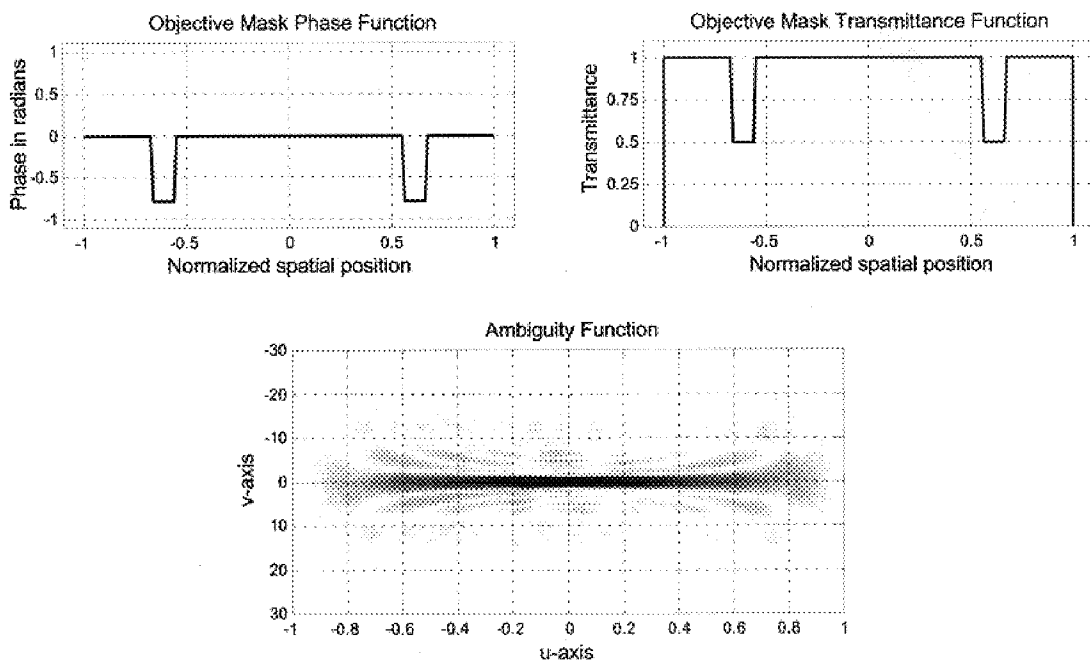 Objective Mask Phase Function
Phase in radians
1
0.5
0
-0.5
-1
-1 -0.5 0 0.5 1
Normalized spatial position
Objective Mask Transmittance Function
Transmittance
1
0.75
0.5
0.25
0
-1 -0.5 0 0.5 1
Normalized spatial position
Ambiguity Function
v-axis
-30
-20
-10
0
10
20
30
-1 -0.8 -0.6 -0.4 -0.2 0 0.2 0.4 0.6 0.8 1
u-axis